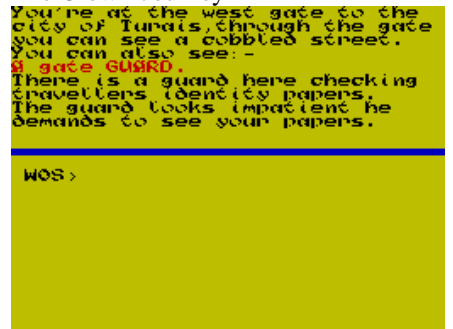 You're at the west gate to the
city of Turais,through the gate
you can see a cobbled street.
You can also see:-
A gate GUARD.
There is a guard here checking
travellers identity papers.
The guard looks impatient he
demands to see your papers.
WOS>